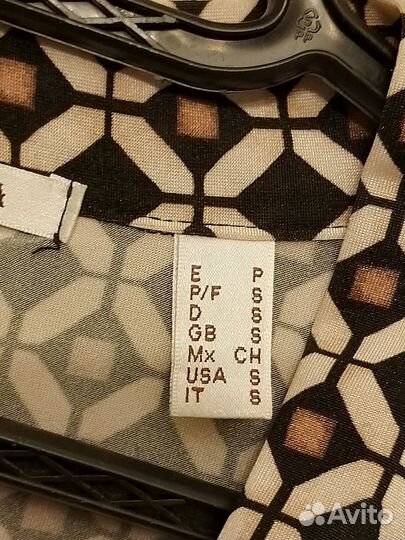 k
E P
P/F S
D S
GB S
Mx CH
USA S
IT S
Avito